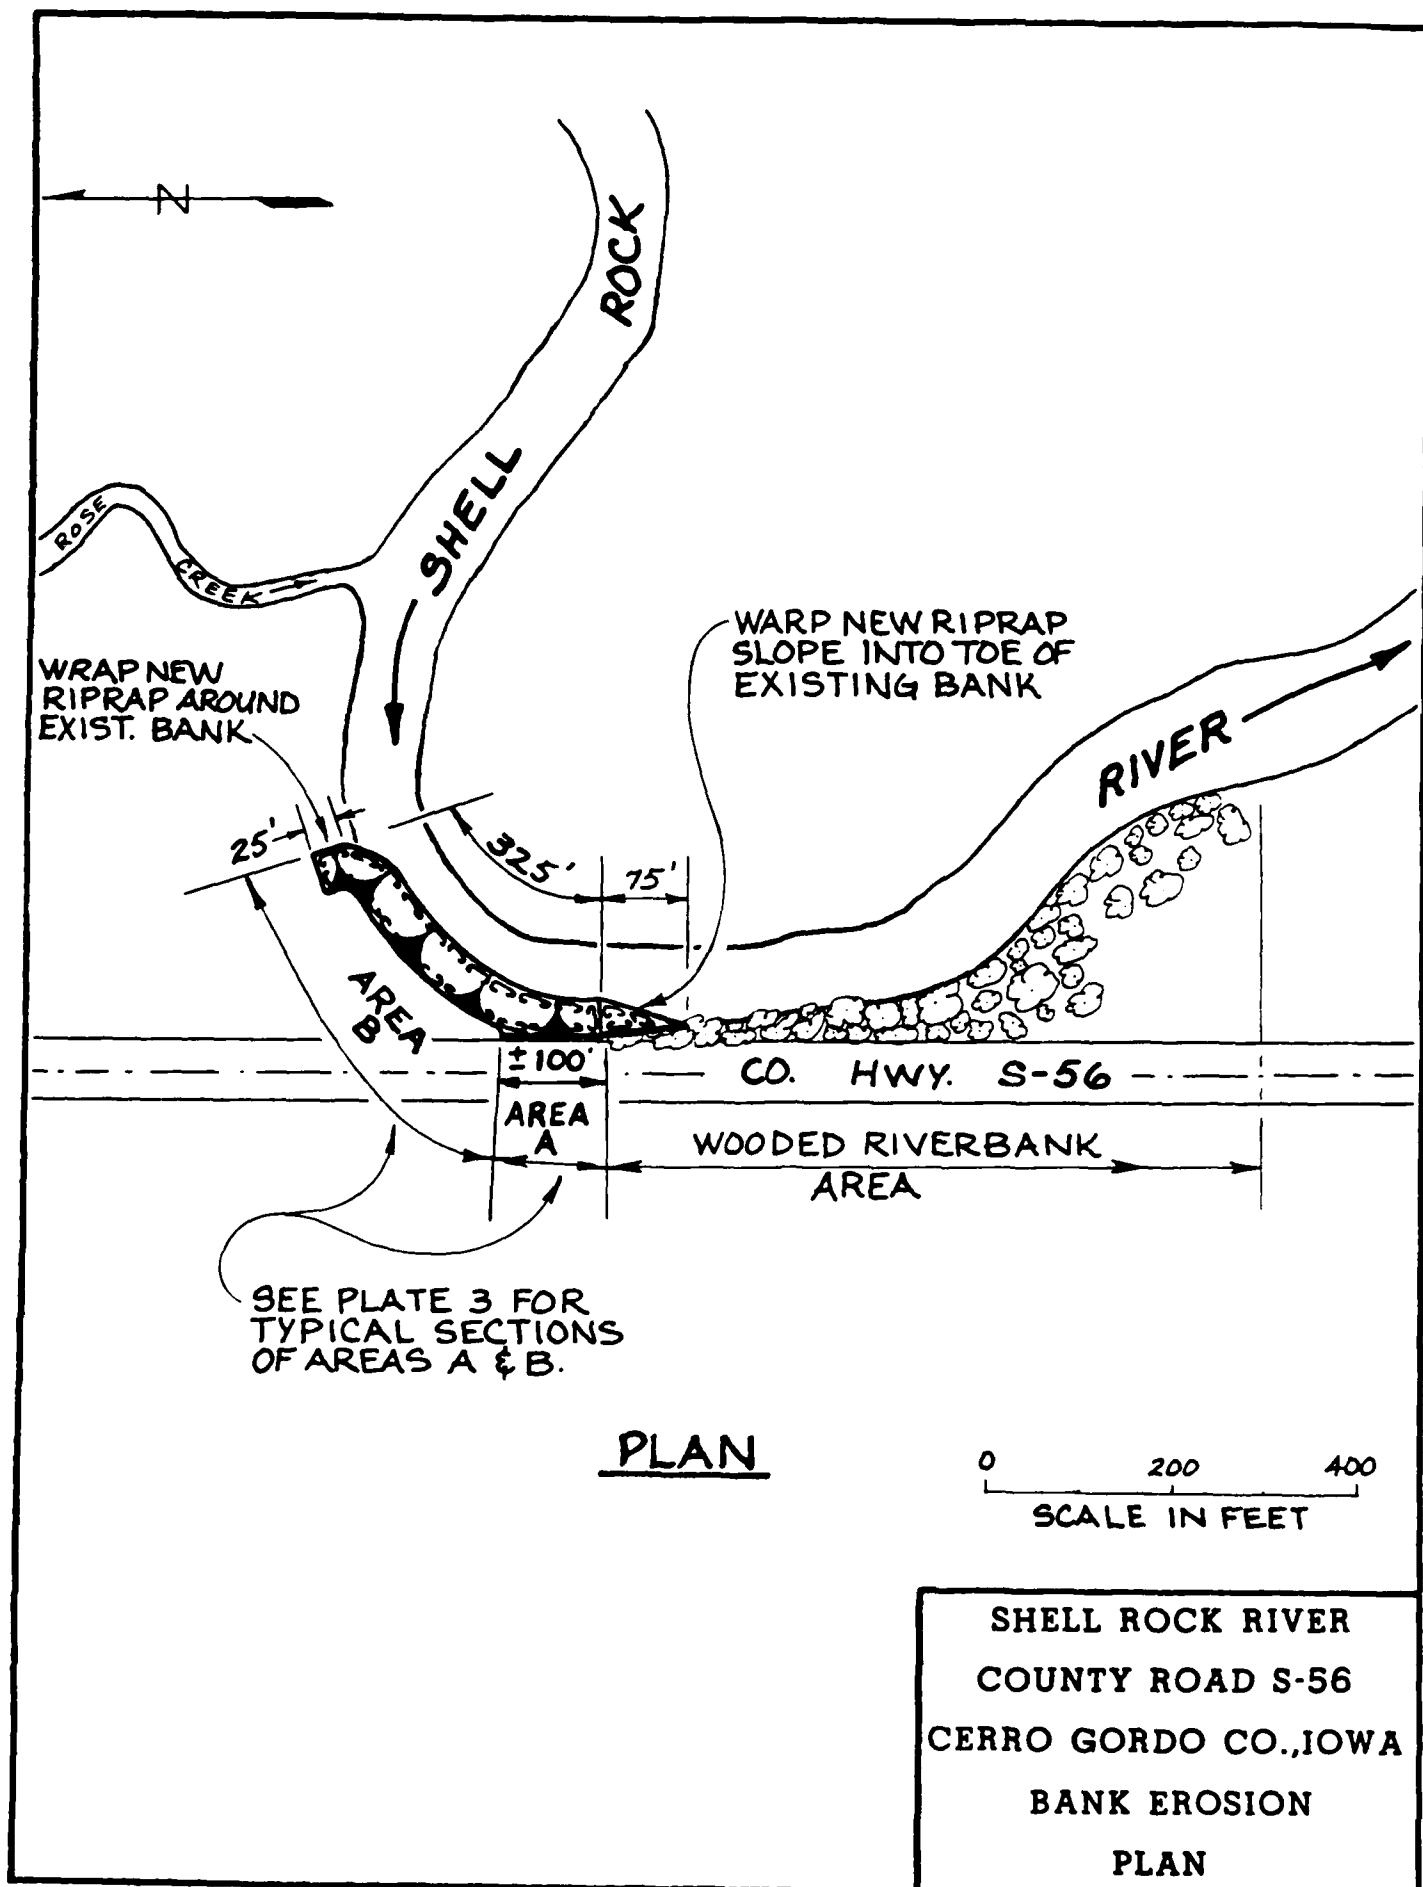 N
ROCK
SHELL
ROSE
CREEK
WARP NEW RIPRAP
SLOPE INTO TOE OF
EXISTING BANK
WRAP NEW
RIPRAP AROUND
EXIST. BANK
RIVER
25'
325'
75'
AREA
B
±100'
CO. HWY. S-56
AREA
A
WOODED RIVERBANK
AREA
SEE PLATE 3 FOR
TYPICAL SECTIONS
OF AREAS A & B.
PLAN
0 200 400
SCALE IN FEET
SHELL ROCK RIVER
COUNTY ROAD S-56
CERRO GORDO CO.,IOWA
BANK EROSION
PLAN